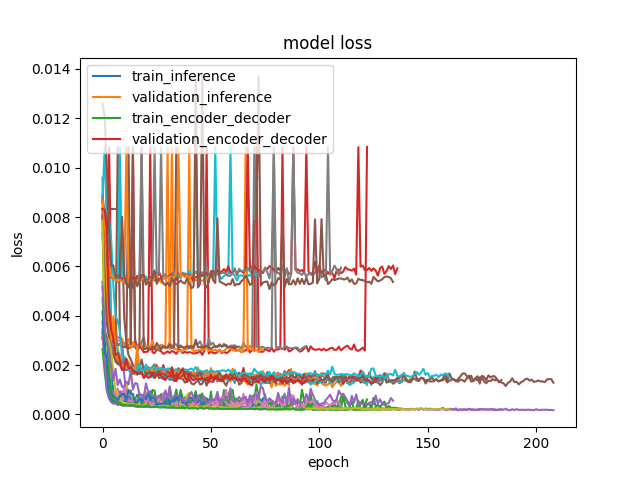 model loss
0.014
0.012
0.010
0.008
0.006
0.004
0.002
0.000
loss
train_inference
validation_inference
train_encoder_decoder
validation_encoder_decoder
0 50 100 150 200
epoch